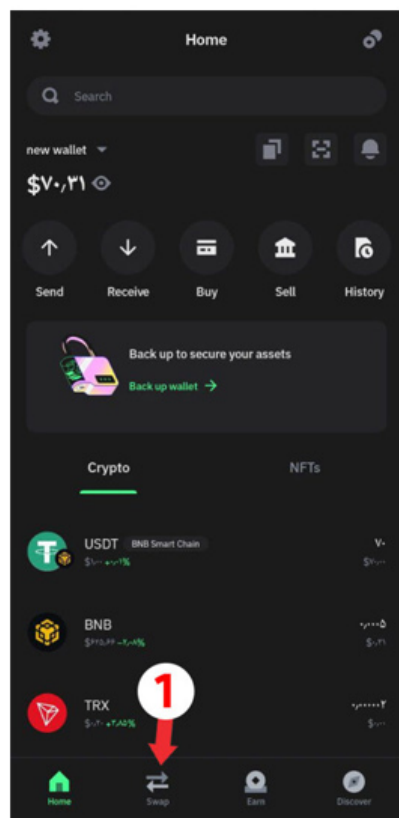 Home
Search
new wallet
$۷۰٫۳۱
Send Receive Buy Sell History
Back up to secure your assets
Back up wallet →
Crypto NFTs
USDT BNB Smart Chain ۷۰
BNB
TRX
1
Home Swap Earn Discover